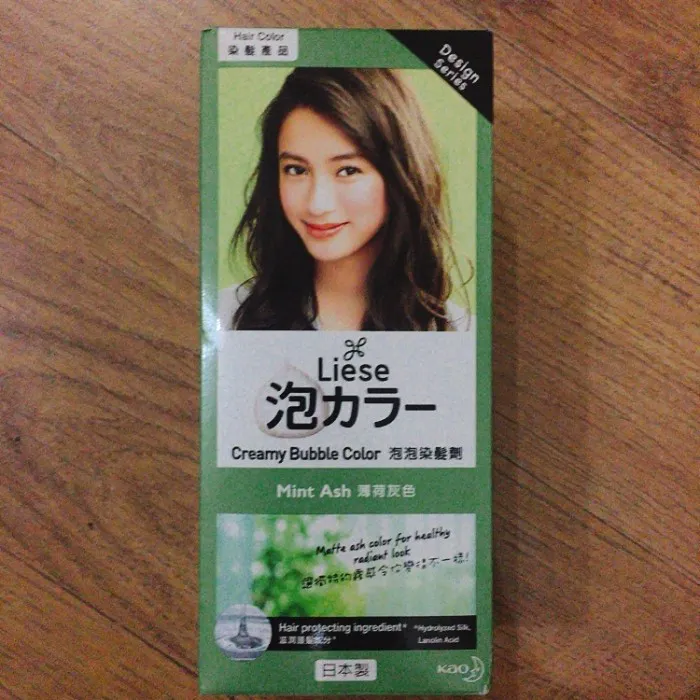 Hair Color
染髮產品
Design
Series
Liese
泡カラー
Creamy Bubble Color 泡泡染髮劑
Mint Ash 薄荷灰色
Matte ash color for healthy
radiant look
Hair protecting ingredient* *Hydrolyzed Silk,
Lanolin Acid
日本製
Kao